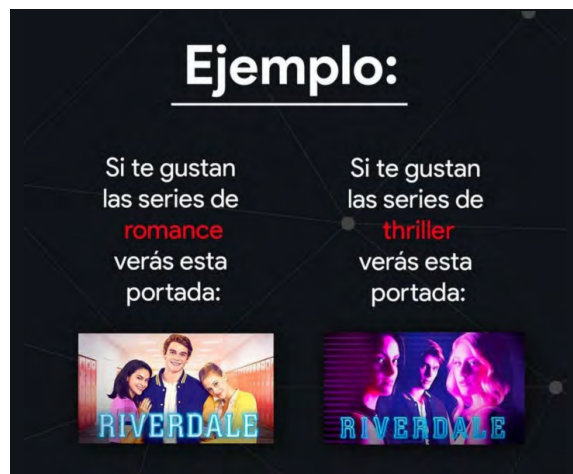 Ejemplo:
Si te gustan
las series de
romance
verás esta
portada:
RIVERDALE
Si te gustan
las series de
thriller
verás esta
portada:
RIVERDALE